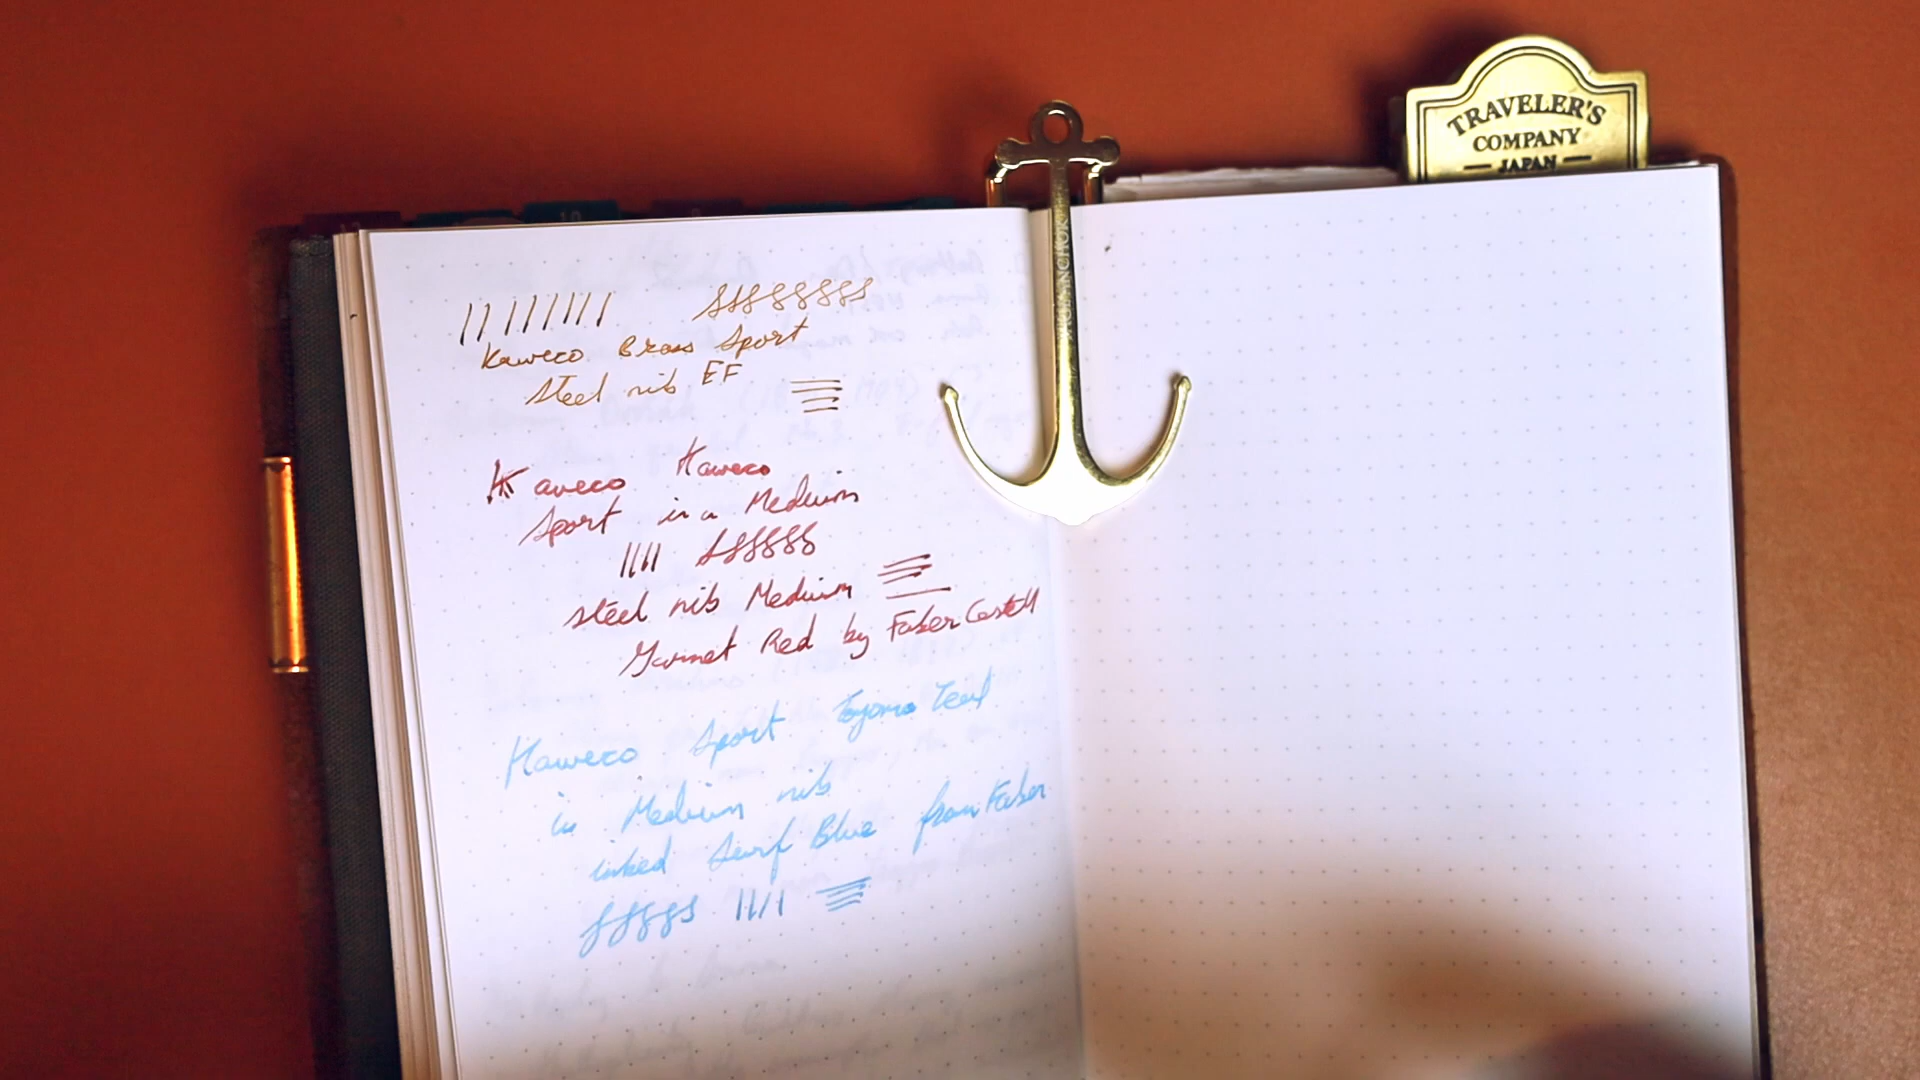 TRAVELER'S
COMPANY
JAPAN
Kaweco Brass Sport
Steel nib EF
Kaweco Kaweco
Sport in a Medium
Steel nib Medium
Garnet Red by Faber Castell
Kaweco Sport Toyama Teal
in Medium nib
inked Surf Blue from Faber